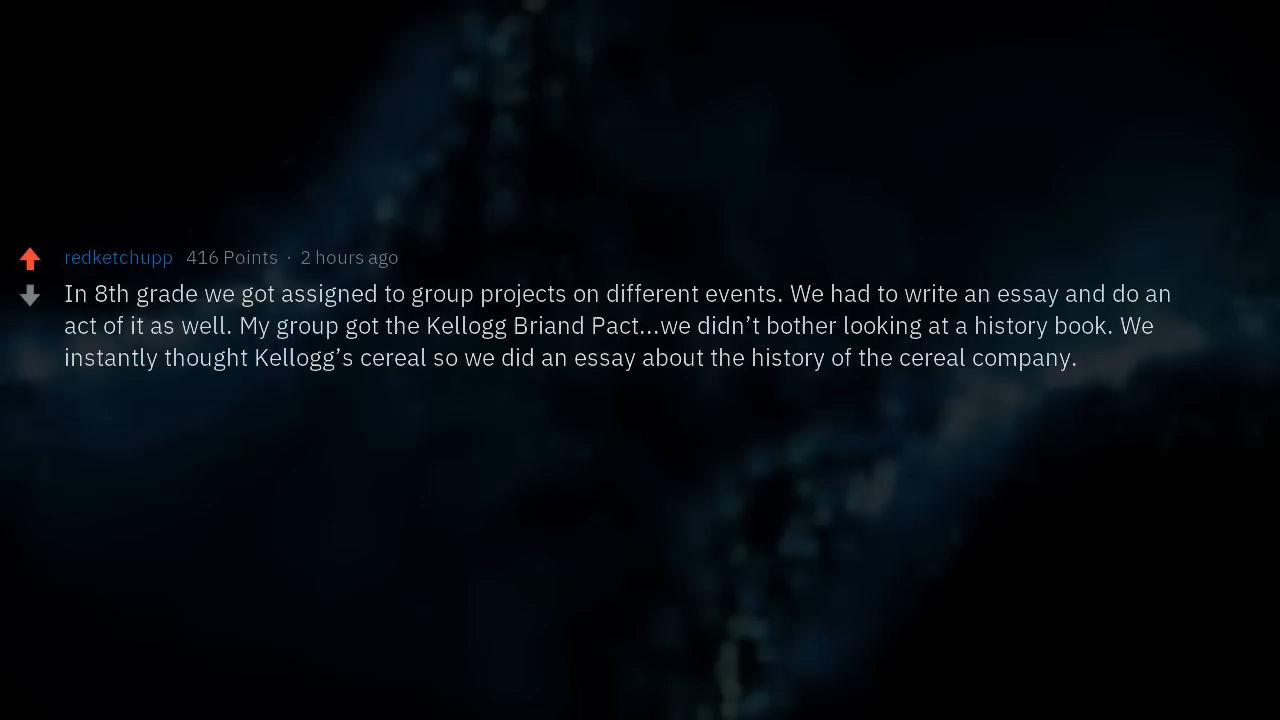 redketchupp 416 Points · 2 hours ago
In 8th grade we got assigned to group projects on different events. We had to write an essay and do an
act of it as well. My group got the Kellogg Briand Pact...we didn’t bother looking at a history book. We
instantly thought Kellogg’s cereal so we did an essay about the history of the cereal company.